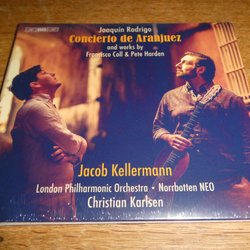 BIS
Joaquín Rodrigo
Concierto de Aranjuez
and works by
Francisco Coll & Pete Harden
Jacob Kellermann
London Philharmonic Orchestra • Norrbotten NEO
Christian Karlsen